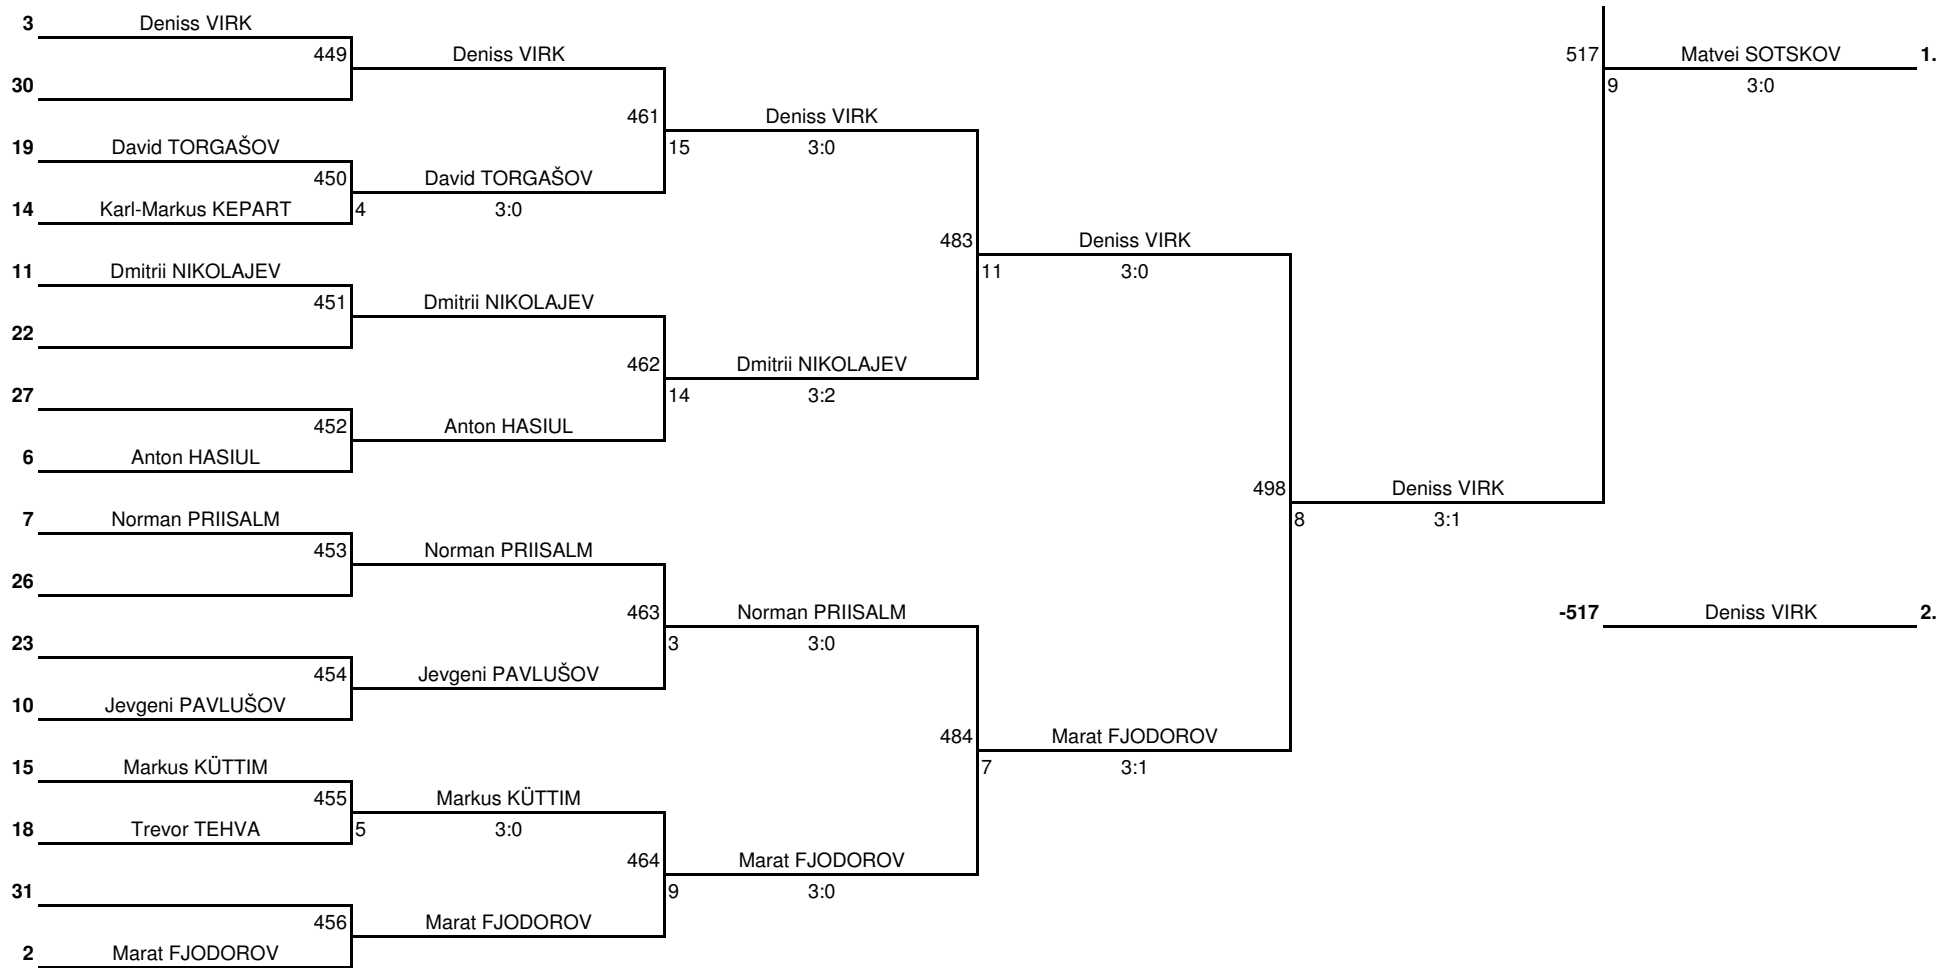 3 Deniss VIRK
449 Deniss VIRK
517 Matvei SOTSKOV 1.
30
9 3:0
461 Deniss VIRK
19 David TORGAŠOV
15 3:0
450 David TORGAŠOV
14 Karl-Markus KEPART
4 3:0
483 Deniss VIRK
11 Dmitrii NIKOLAJEV
11 3:0
451 Dmitrii NIKOLAJEV
22
462 Dmitrii NIKOLAJEV
27
14 3:2
452 Anton HASIUL
6 Anton HASIUL
498 Deniss VIRK
7 Norman PRIISALM
8 3:1
453 Norman PRIISALM
26
463 Norman PRIISALM
-517 Deniss VIRK 2.
23
3 3:0
454 Jevgeni PAVLUŠOV
10 Jevgeni PAVLUŠOV
484 Marat FJODOROV
15 Markus KÜTTIM
7 3:1
455 Markus KÜTTIM
18 Trevor TEHVA
5 3:0
464 Marat FJODOROV
31
9 3:0
456 Marat FJODOROV
2 Marat FJODOROV